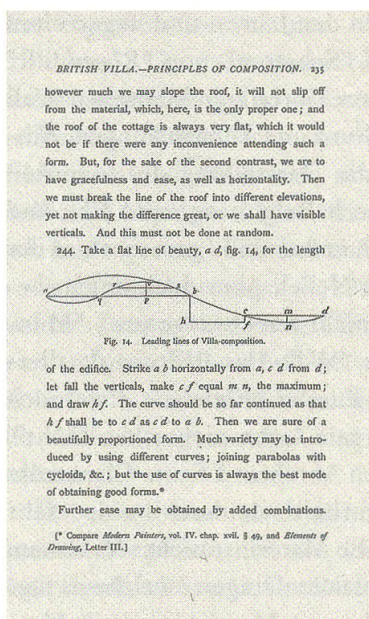 BRITISH VILLA.—PRINCIPLES OF COMPOSITION. 235
however much we may slope the roof, it will not slip off
from the material, which, here, is the only proper one; and
the roof of the cottage is always very flat, which it would
not be if there were any inconvenience attending such a
form. But, for the sake of the second contrast, we are to
have gracefulness and ease, as well as horizontality. Then
we must break the line of the roof into different elevations,
yet not making the difference great, or we shall have visible
verticals. And this must not be done at random.
244. Take a flat line of beauty, a d, fig. 14, for the length
a r v s b
q p
h f n
c m d
Fig. 14. Leading lines of Villa-composition.
of the edifice. Strike a b horizontally from a, c d from d;
let fall the verticals, make c f equal m n, the maximum;
and draw h f. The curve should be so far continued as that
h f shall be to c d as c d to a b. Then we are sure of a
beautifully proportioned form. Much variety may be intro-
duced by using different curves; joining parabolas with
cycloids, &c.; but the use of curves is always the best mode
of obtaining good forms.*
Further ease may be obtained by added combinations.
[* Compare Modern Painters, vol. IV. chap. xvii. § 49, and Elements of
Drawing, Letter III.]